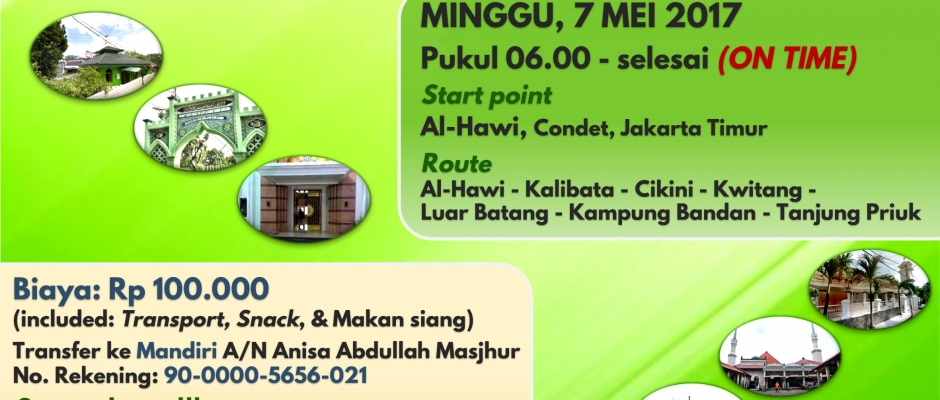 MINGGU, 7 MEI 2017
Pukul 06.00 - selesai (ON TIME)
Start point
Al-Hawi, Condet, Jakarta Timur
Route
Al-Hawi - Kalibata - Cikini - Kwitang -
Luar Batang - Kampung Bandan - Tanjung Priuk
Biaya: Rp 100.000
(included: Transport, Snack, & Makan siang)
Transfer ke Mandiri A/N Anisa Abdullah Masjhur
No. Rekening: 90-0000-5656-021